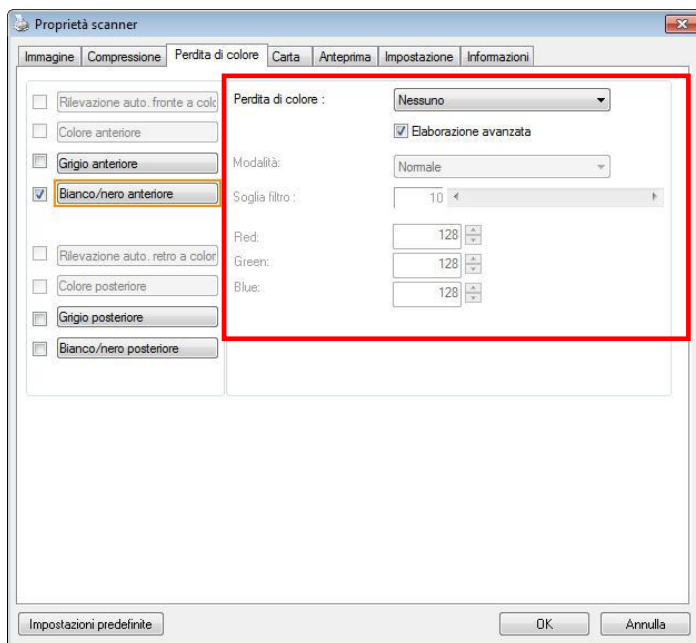 Proprietà scanner
Immagine Compressione Perdita di colore Carta Anteprima Impostazione Informazioni
Rilevazione auto. fronte a colo
Colore anteriore
Grigio anteriore
Bianco/nero anteriore
Rilevazione auto. retro a color
Colore posteriore
Grigio posteriore
Bianco/nero posteriore
Perdita di colore : Nessuno
Elaborazione avanzata
Modalità: Normale
Soglia filtro : 10
Red: 128
Green: 128
Blue: 128
Impostazioni predefinite OK Annulla